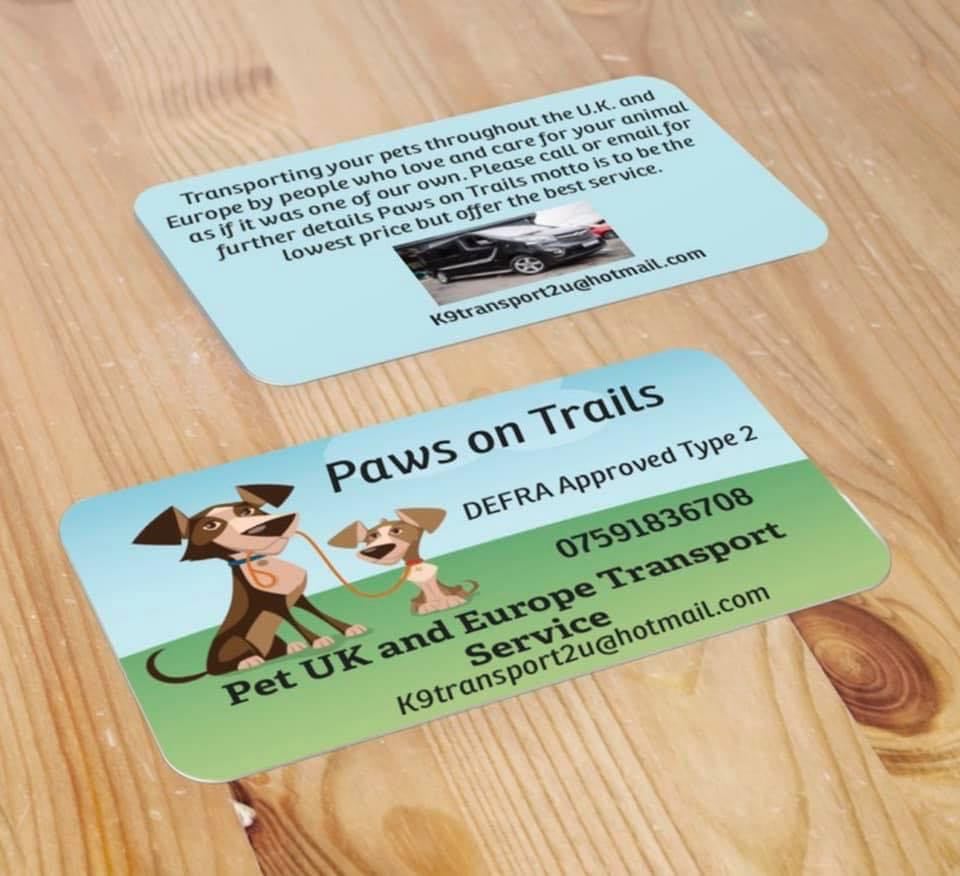 Transporting your pets throughout the U.K. and
Europe by people who love and care for your animal
as if it was one of our own. Please call or email for
further details Paws on Trails motto is to be the
lowest price but offer the best service.
K9transport2u@hotmail.com
Paws on Trails
DEFRA Approved Type 2
07591836708
Pet UK and Europe Transport
Service
K9transport2u@hotmail.com